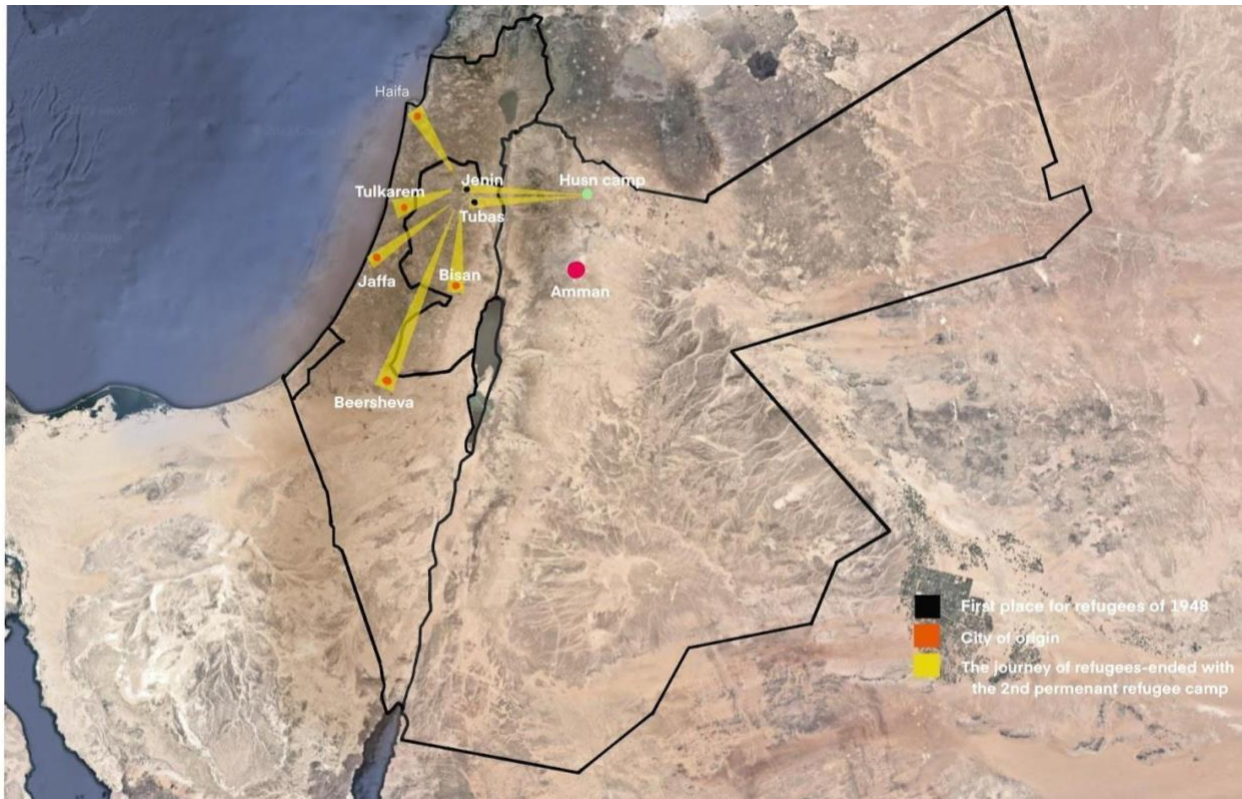 Haifa
Jenin
Husn camp
Tulkarem
Tubas
Jaffa
Bisan
Amman
Beersheva
First place for refugees of 1948
City of origin
The journey of refugees-ended with
the 2nd permenant refugee camp